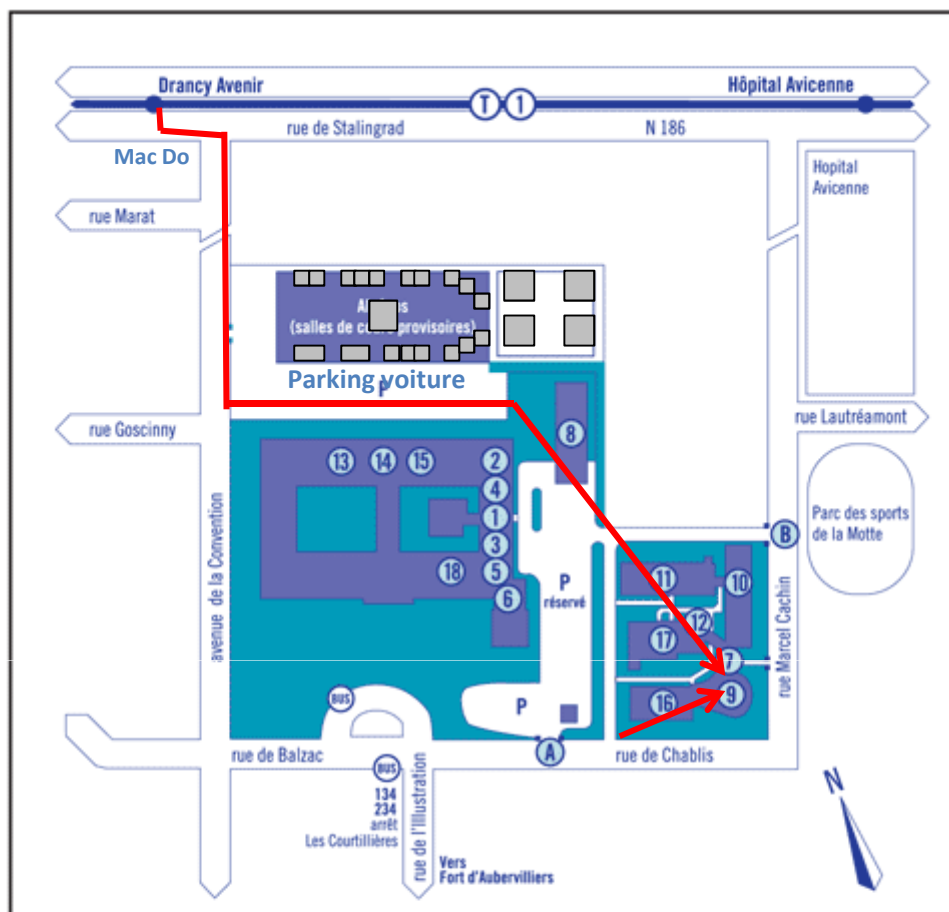 Drancy Avenir
Hôpital Avicenne
T 1
rue de Stalingrad
N 186
Mac Do
Hopital
Avicenne
rue Marat
(salles de provisoires)
Parking voiture
P
rue Lautréamont
rue Goscinny
8
13 14 15 2
4
1
3
18 5
6
avenue de la Convention
P
réservé
B
Parc des sports
de la Motte
11 10
12
17
7
9
16
rue Marcel Cachin
BUS
P
A
rue de Balzac
rue de Chablis
BUS
134
234
arrêt
Les Courtillières
rue de l'Illustration
Vers
Fort d'Aubervilliers
N